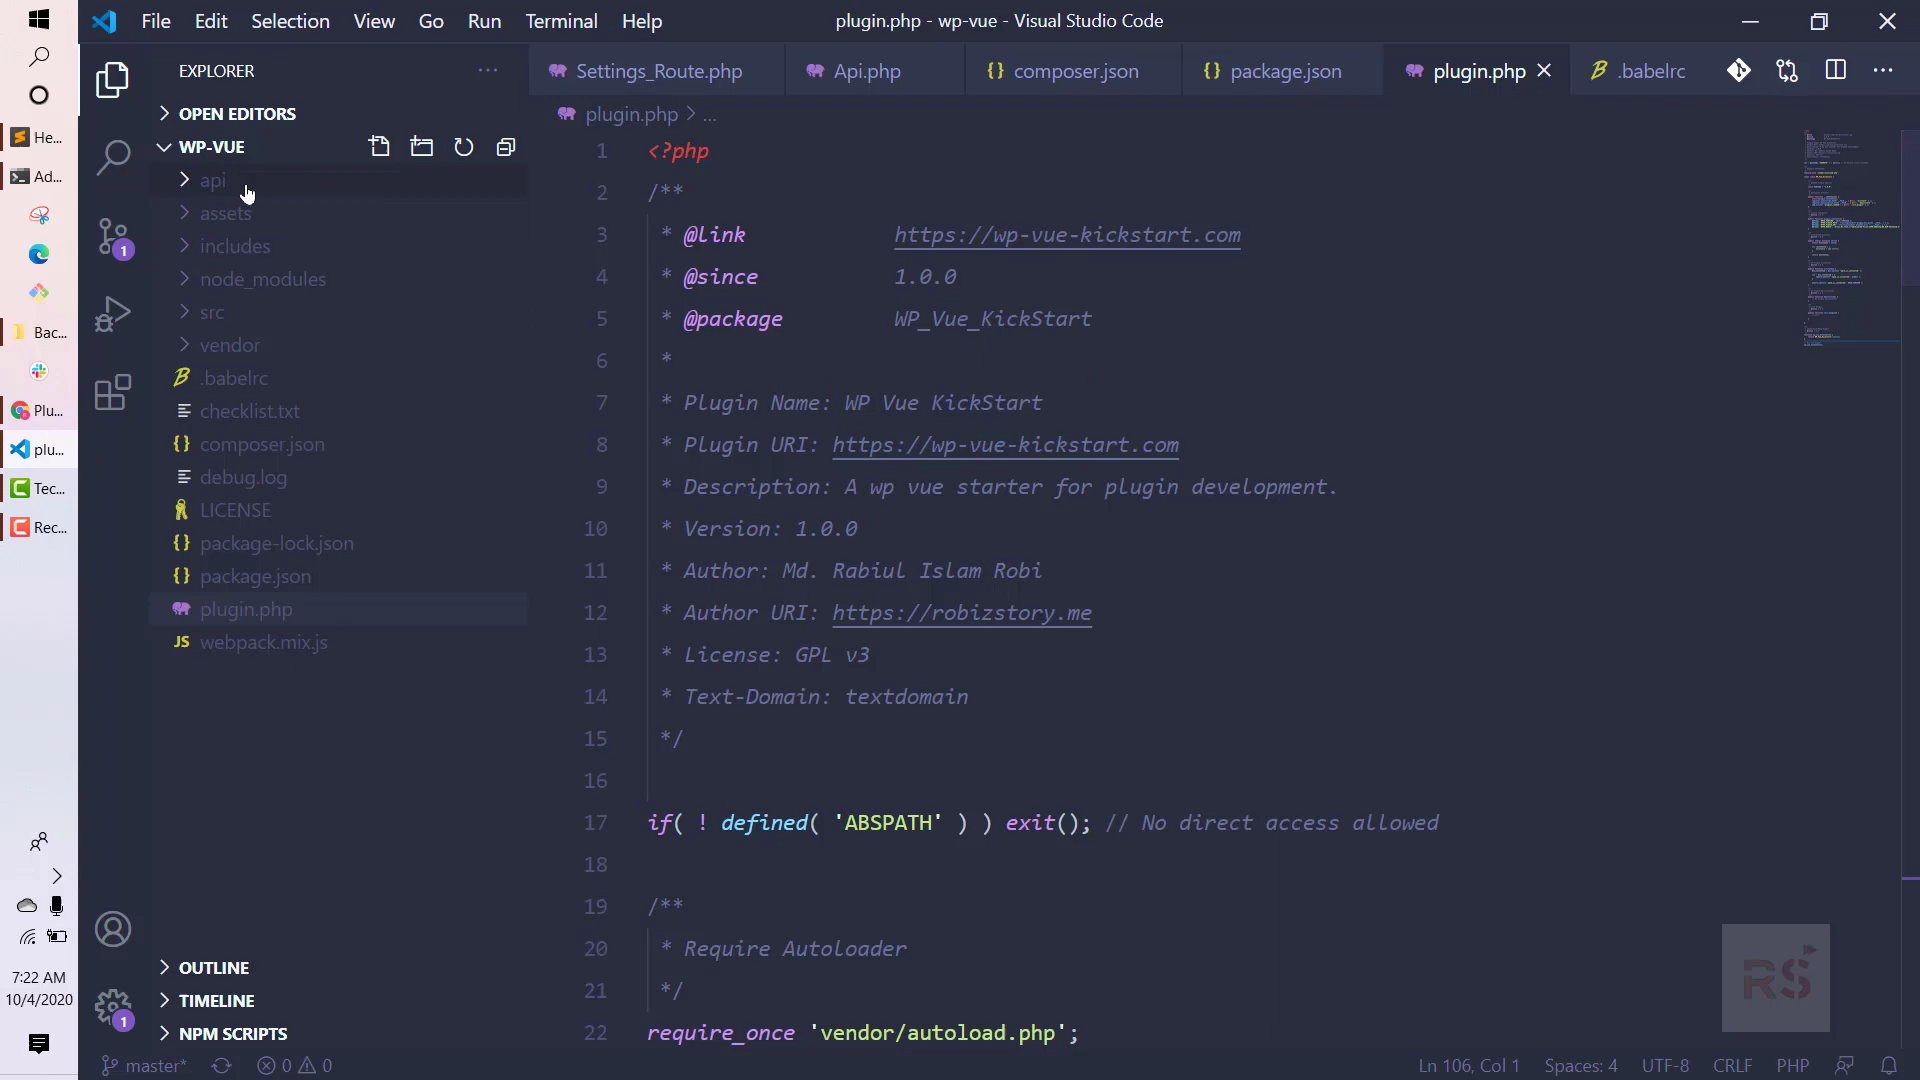 File Edit Selection View Go Run Terminal Help
plugin.php - wp-vue - Visual Studio Code
EXPLORER
OPEN EDITORS
WP-VUE
api
assets
includes
node_modules
src
vendor
.babelrc
checklist.txt
composer.json
debug.log
LICENSE
package-lock.json
package.json
plugin.php
webpack.mix.js
OUTLINE
TIMELINE
NPM SCRIPTS
He...
Ad...
Bac...
Plu...
plu...
Tec...
Rec...
7:22 AM
10/4/2020
1
1
Settings_Route.php Api.php composer.json package.json plugin.php .babelrc
plugin.php > ...
1 <?php
2 /**
3 * @link https://wp-vue-kickstart.com
4 * @since 1.0.0
5 * @package WP_Vue_KickStart
6 *
7 * Plugin Name: WP Vue KickStart
8 * Plugin URI: https://wp-vue-kickstart.com
9 * Description: A wp vue starter for plugin development.
10 * Version: 1.0.0
11 * Author: Md. Rabiul Islam Robi
12 * Author URI: https://robizstory.me
13 * License: GPL v3
14 * Text-Domain: textdomain
15 */
16
17 if( ! defined( 'ABSPATH' ) ) exit(); // No direct access allowed
18
19 /**
20 * Require Autoloader
21 */
22 require_once 'vendor/autoload.php';
RS
master* 0 0
Ln 106, Col 1 Spaces: 4 UTF-8 CRLF PHP